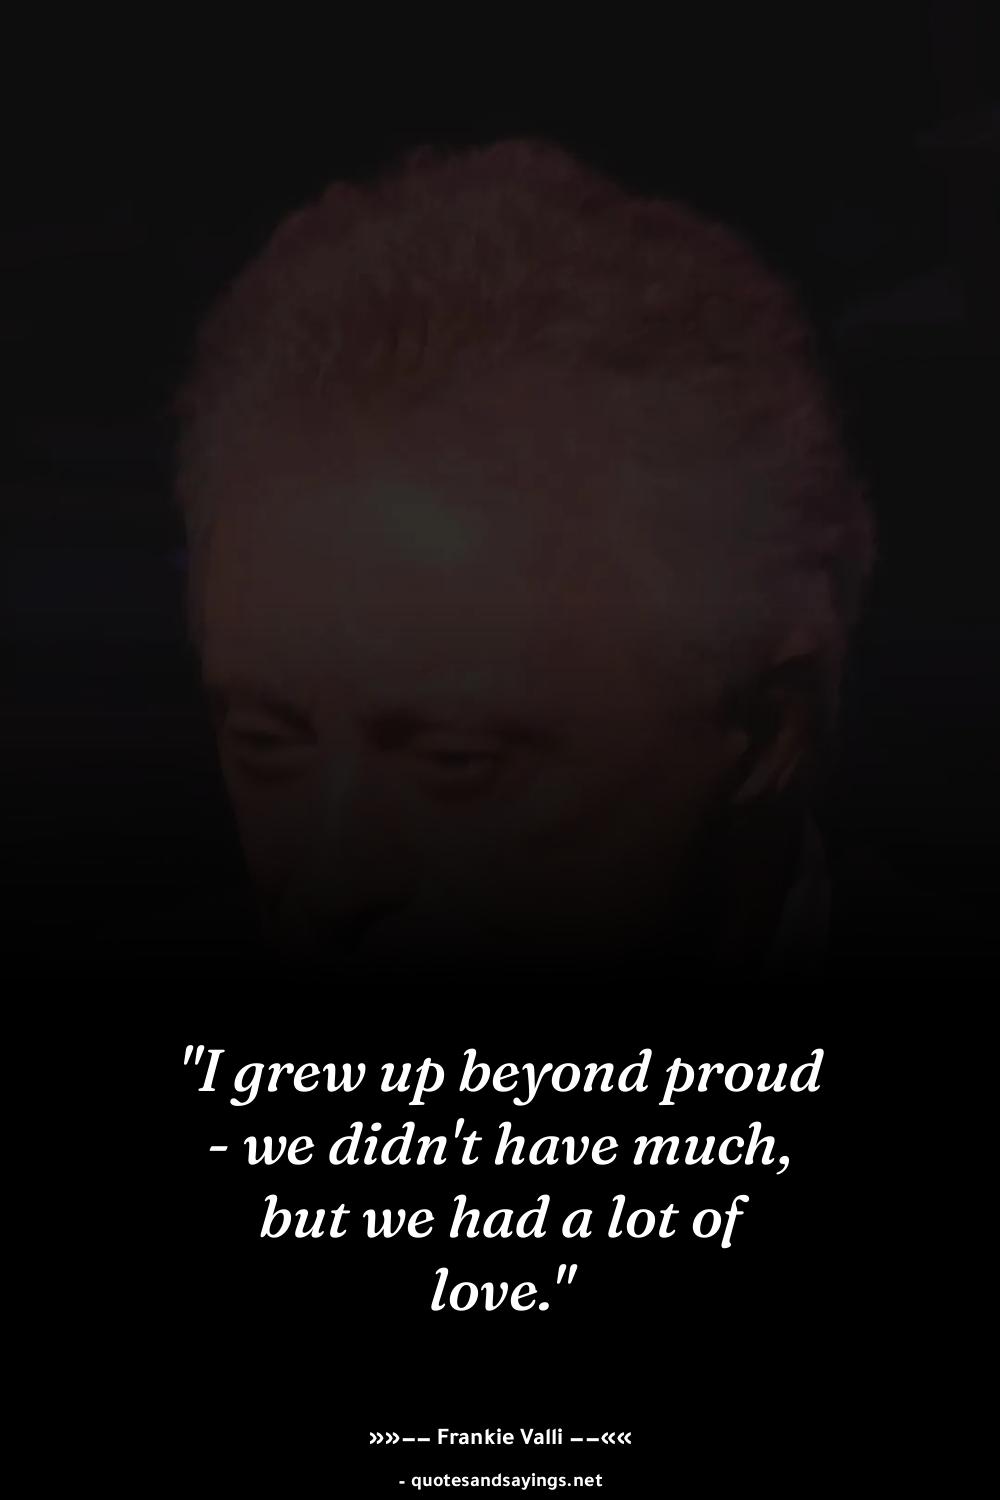 "I grew up beyond proud
- we didn't have much,
but we had a lot of
love."
»»—— Frankie Valli ——««
- quotesandsayings.net